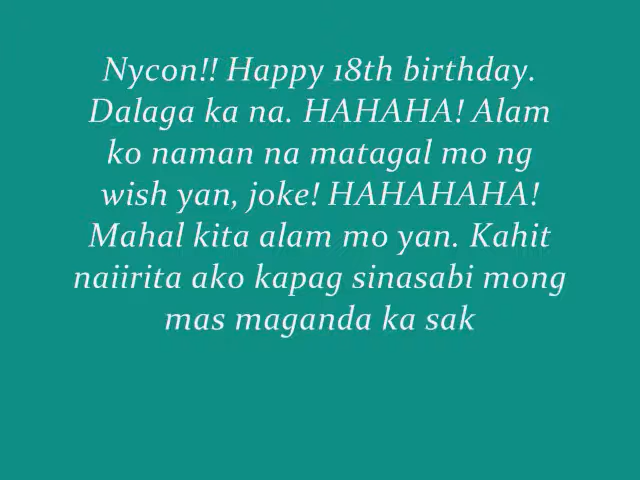 Nycon!! Happy 18th birthday.
Dalaga ka na. HAHAHA! Alam
ko naman na matagal mo ng
wish yan, joke! HAHAHAHA!
Mahal kita alam mo yan. Kahit
naiirita ako kapag sinasabi mong
mas maganda ka sak